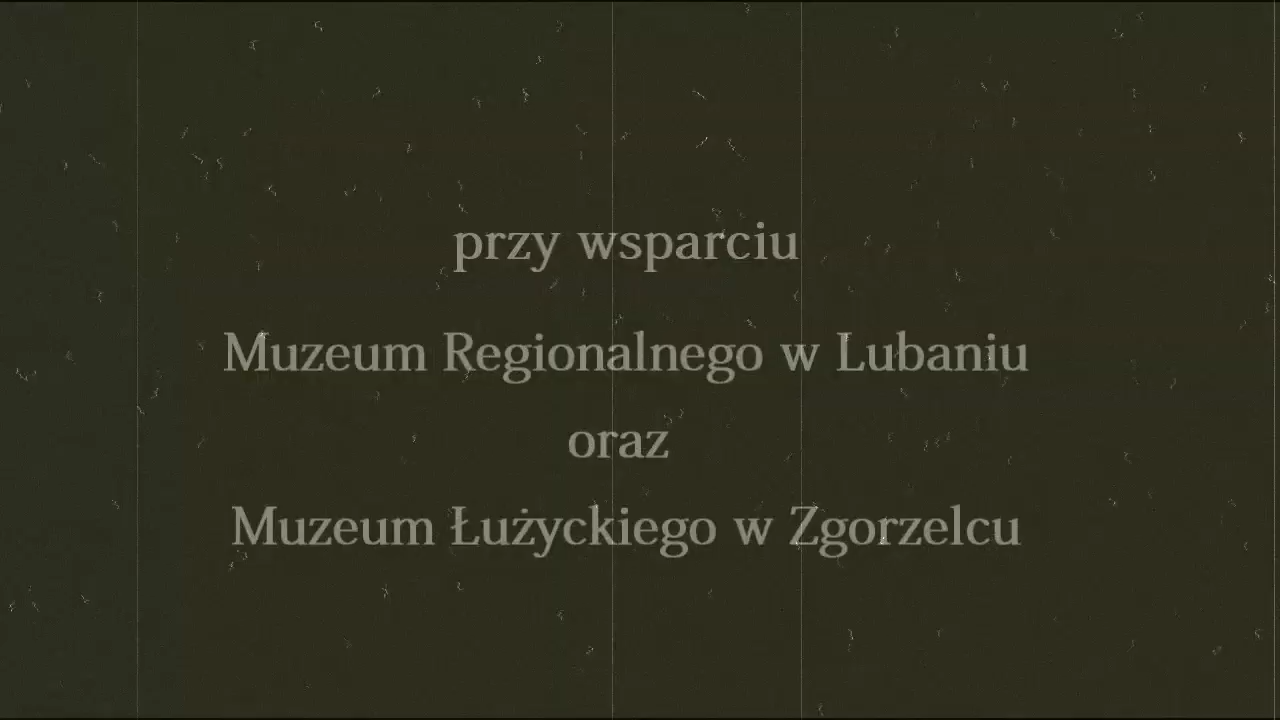 przy wsparciu
Muzeum Regionalnego w Lubaniu
oraz
Muzeum Łużyckiego w Zgorzelcu